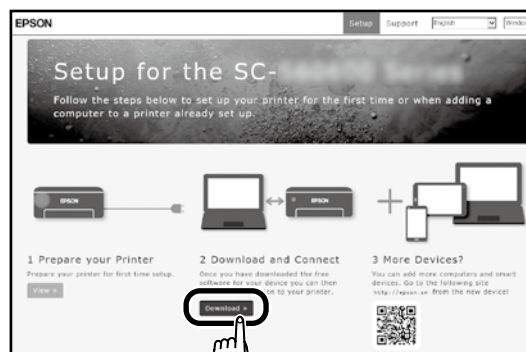 EPSON
Setup
Support
English
Windo
Setup for the SC-
Follow the steps below to set up your printer for the first time or when adding a
computer to a printer already set up.
EPSON
EPSON
1 Prepare your Printer
Prepare your printer for first time setup.
View »
2 Download and Connect
Once you have downloaded the free
software for your device you can then
on to your printer.
Download »
3 More Devices?
You can add more computers and smart
devices. Go to the following site
http://epson.sn from the new device!